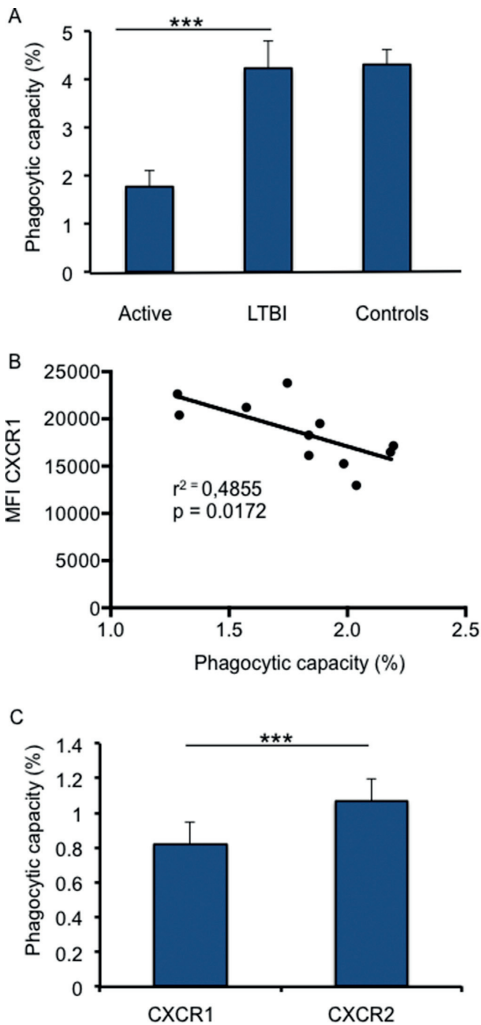 A
***
Phagocytic capacity (%)
5
4
3
2
1
0
Active LTBI Controls
B
MFI CXCR1
25000
20000
15000
10000
5000
0
r² = 0,4855
p = 0.0172
1.0 1.5 2.0 2.5
Phagocytic capacity (%)
C
***
Phagocytic capacity (%)
1.4
1.2
1
0.8
0.6
0.4
0.2
0
CXCR1 CXCR2